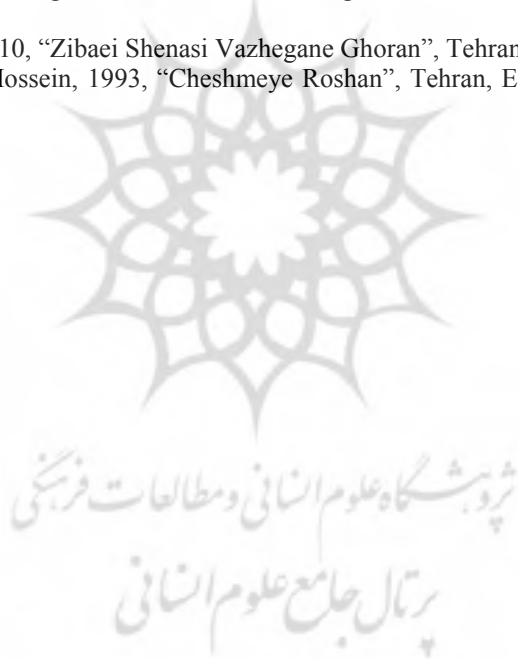 10, “Zibaei Shenasi Vazhegane Ghoran”, Tehran
Hossein, 1993, “Cheshmeye Roshan”, Tehran, E
پژوهشگاه علوم انسانی و مطالعات فرهنگی
پرتال جامع علوم انسانی